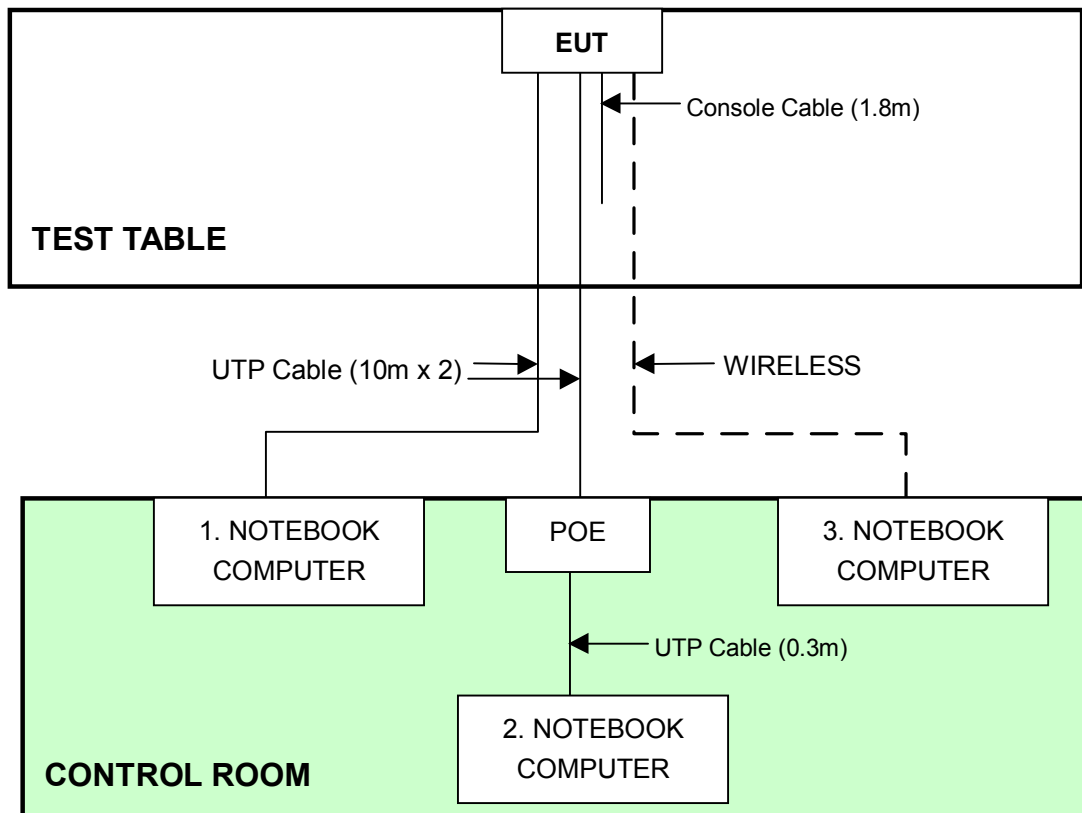 EUT
Console Cable (1.8m)
TEST TABLE
UTP Cable (10m x 2)
WIRELESS
1. NOTEBOOK
COMPUTER
POE
3. NOTEBOOK
COMPUTER
UTP Cable (0.3m)
2. NOTEBOOK
COMPUTER
CONTROL ROOM